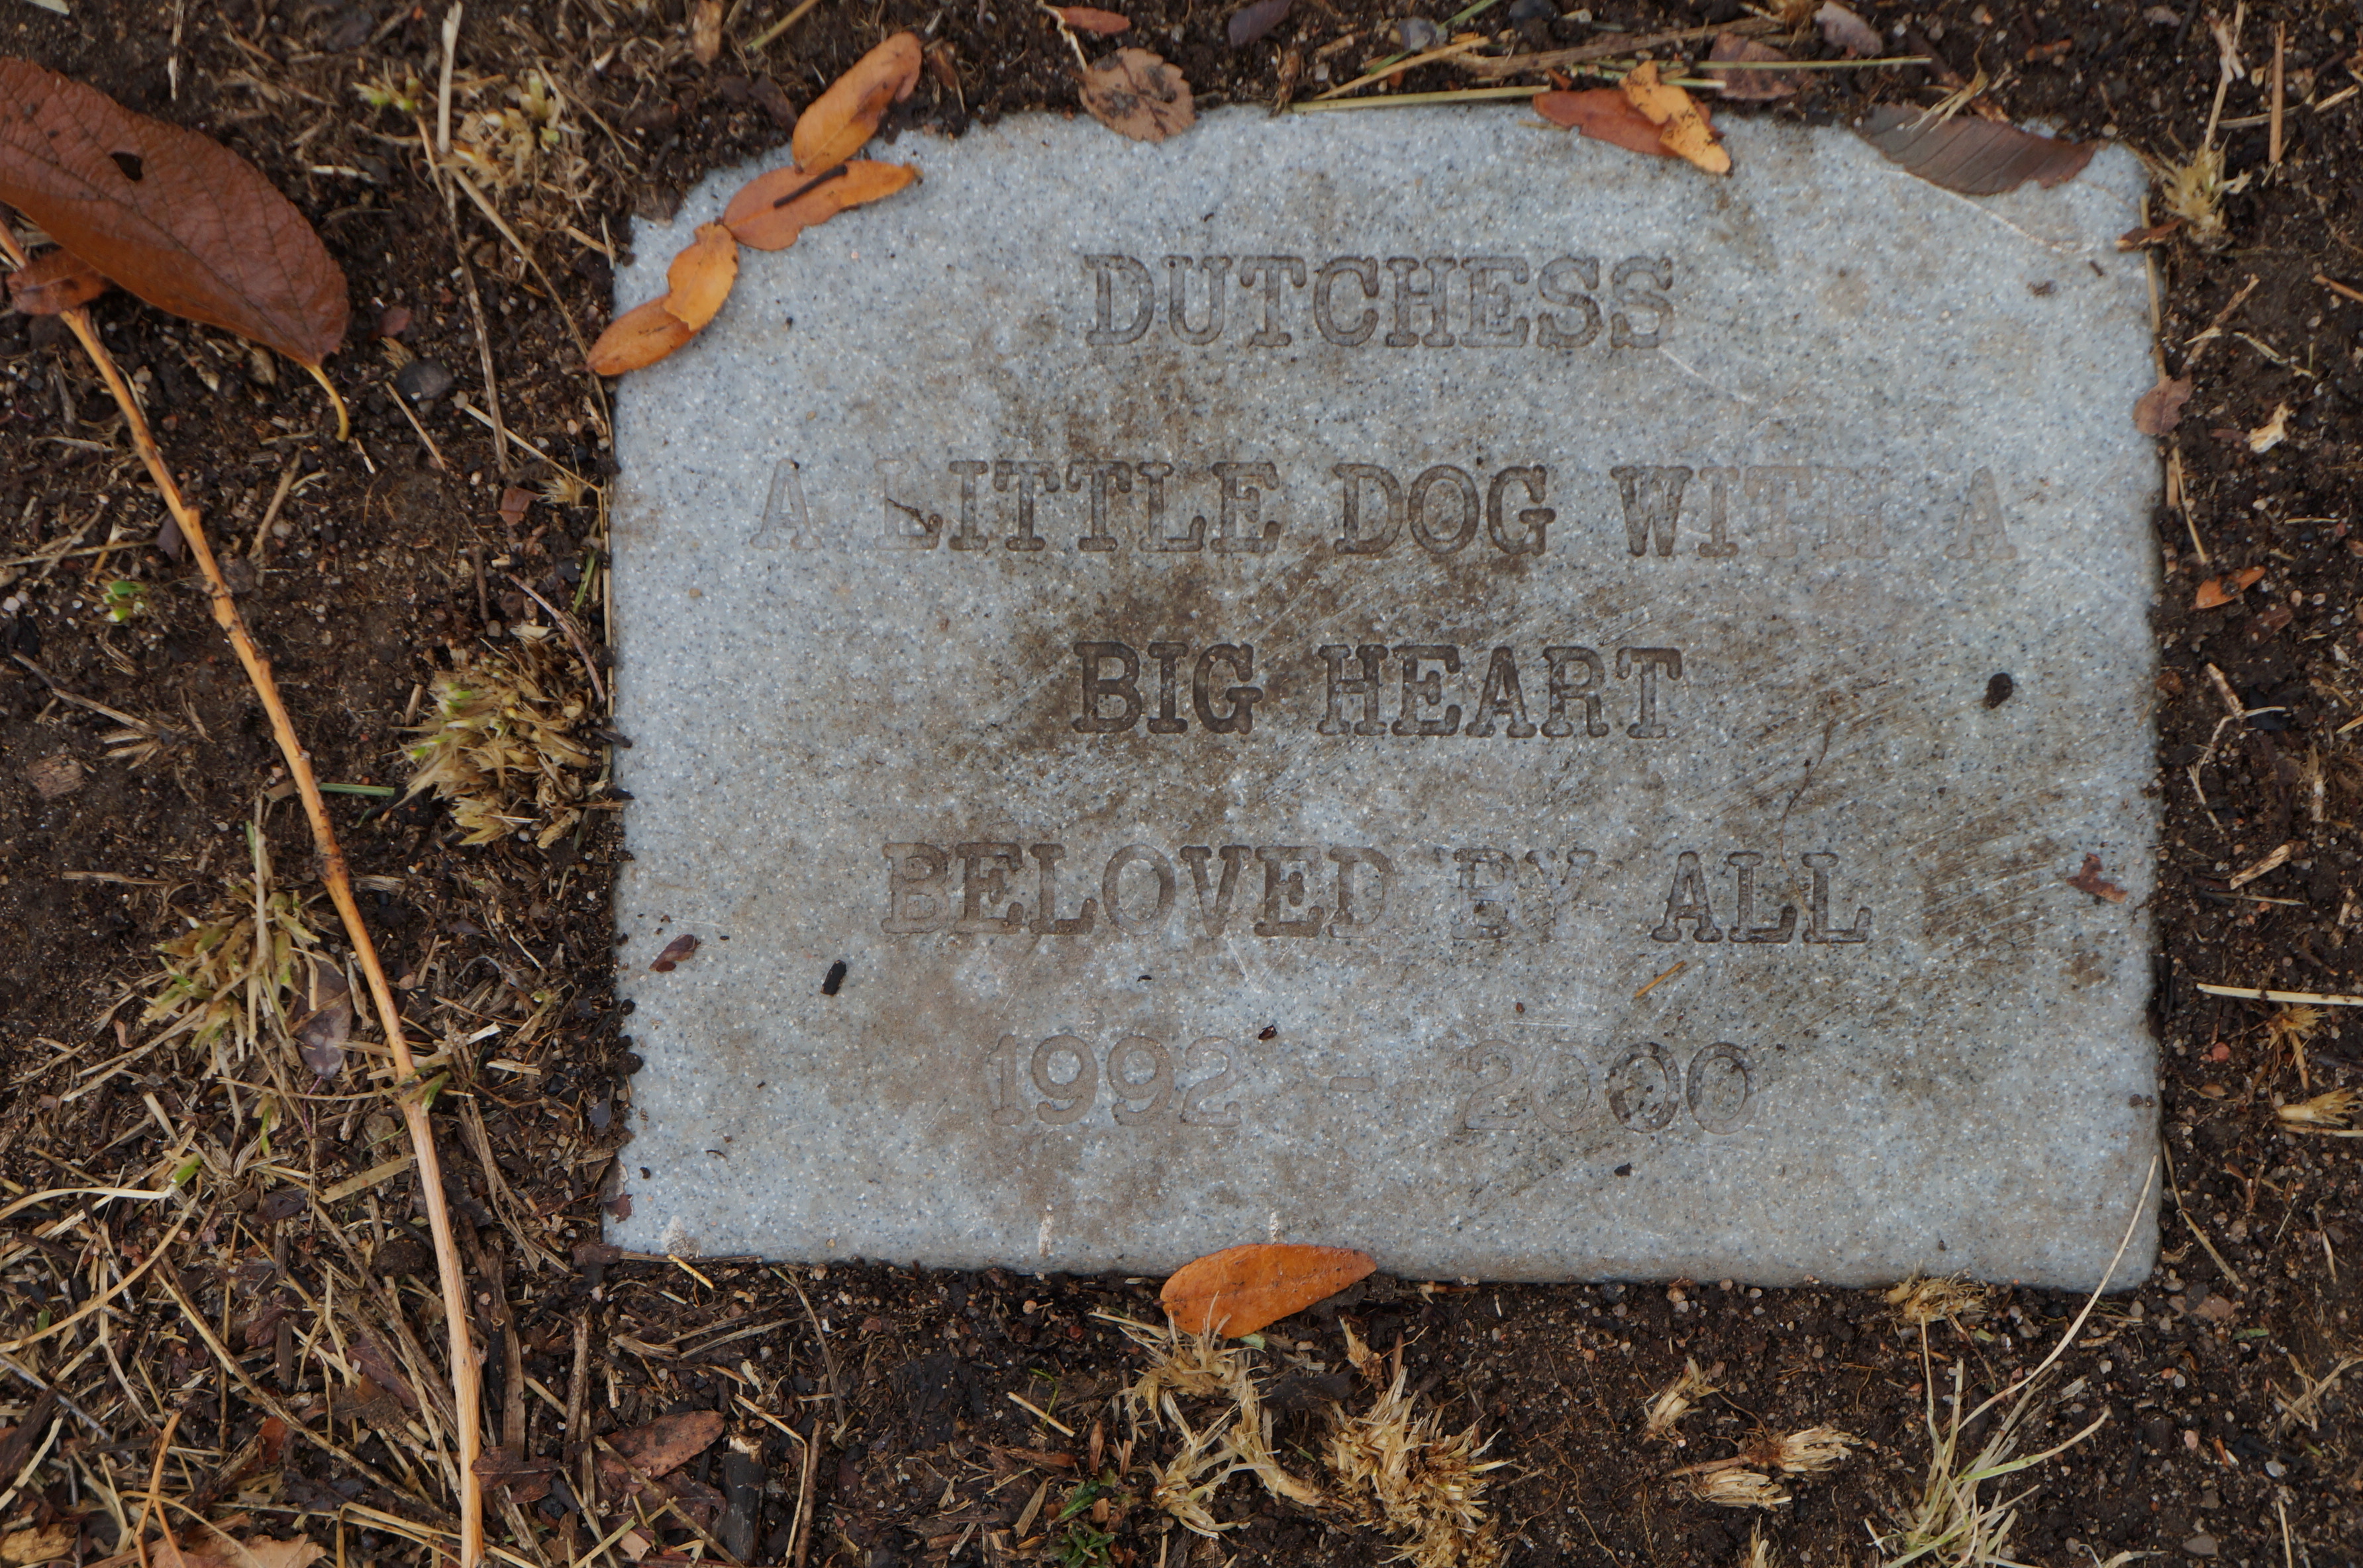 DUTCHESS
A LITTLE DOG WITH A
BIG HEART
BELOVED BY ALL
1992 - 2000